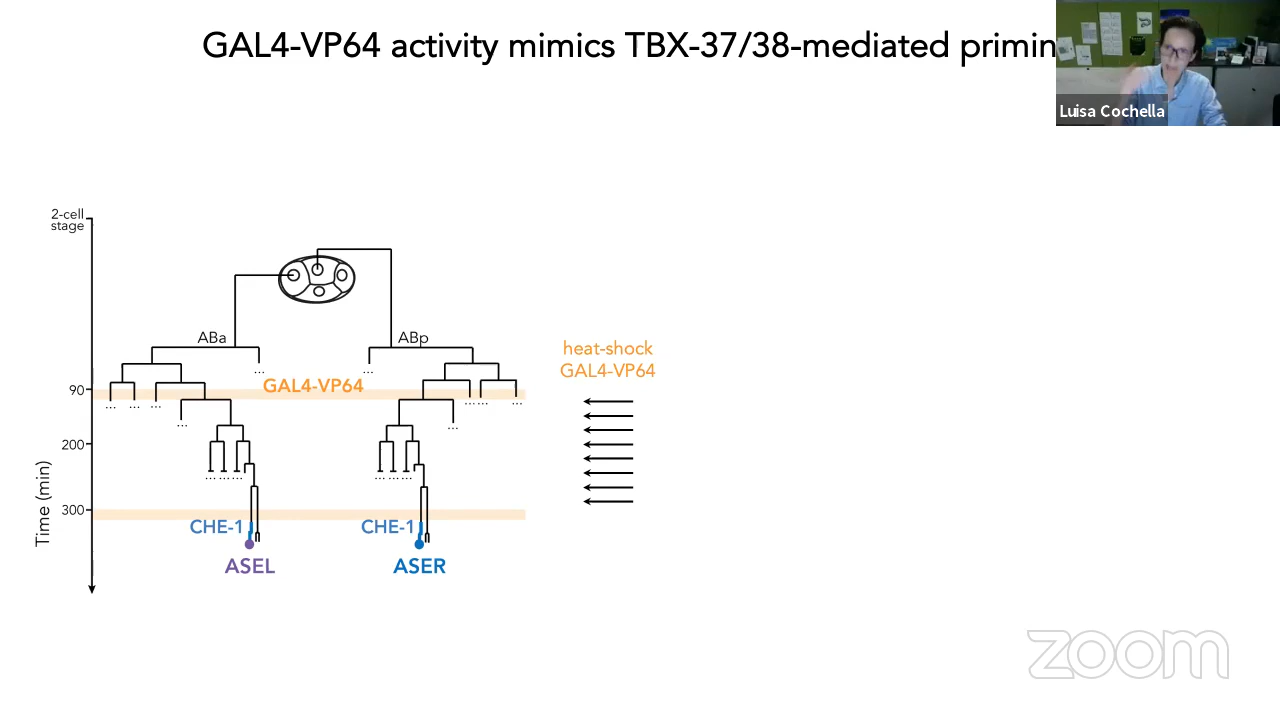 GAL4-VP64 activity mimics TBX-37/38-mediated primin
Luisa Cochella
2-cell
stage
ABa
ABp
heat-shock
GAL4-VP64
GAL4-VP64
90
... ... ... ... ... ... ... ...
... ...
200
... ... ... ... ... ...
Time (min)
300
CHE-1
CHE-1
ASEL
ASER
zoom